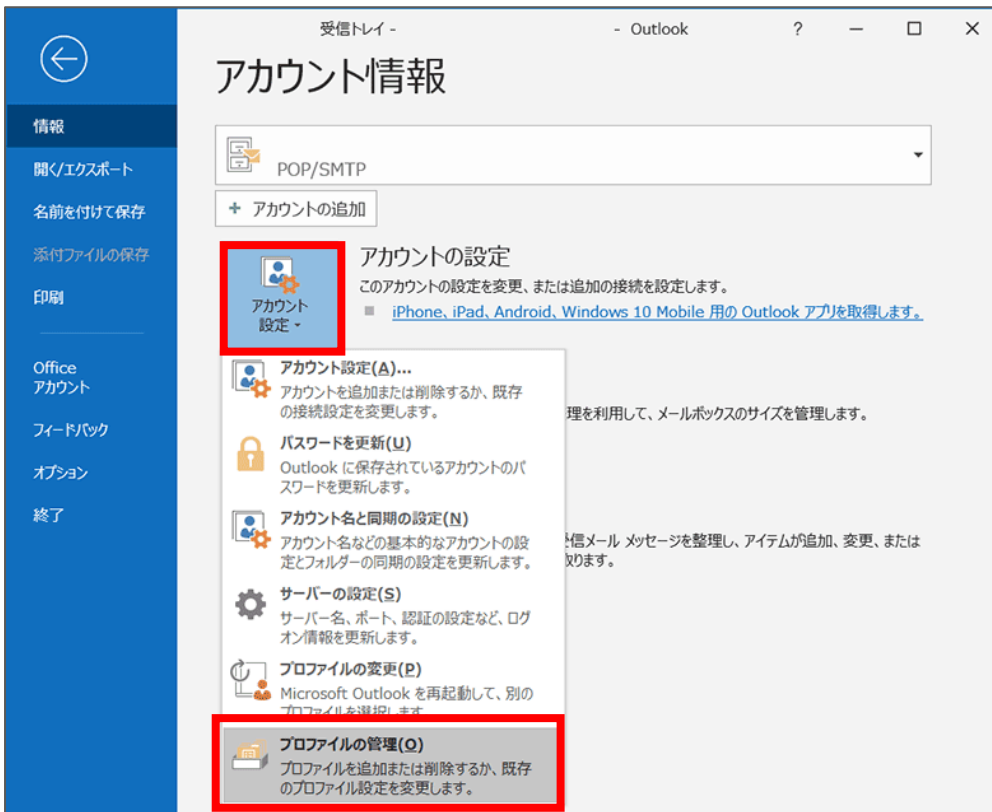 受信トレイ -
- Outlook
?
アカウント情報
情報
開く/エクスポート
名前を付けて保存
添付ファイルの保存
印刷
Office
アカウント
フィードバック
オプション
終了
POP/SMTP
+ アカウントの追加
アカウント
設定
アカウントの設定
このアカウントの設定を変更、または追加の接続を設定します。
iPhone、iPad、Android、Windows 10 Mobile 用の Outlook アプリを取得します。
アカウント設定(A)...
アカウントを追加または削除するか、既存
の接続設定を変更します。
理を利用して、メールボックスのサイズを管理します。
パスワードを更新(U)
Outlook に保存されているアカウントのパ
スワードを更新します。
アカウント名と同期の設定(N)
アカウント名などの基本的なアカウントの設
定とフォルダーの同期の設定を更新します。
信メール メッセージを整理し、アイテムが追加、変更、または
ります。
サーバーの設定(S)
サーバー名、ポート、認証の設定など、ログ
オン情報を更新します。
プロファイルの変更(P)
Microsoft Outlook を再起動して、別の
プロファイルを選択します
プロファイルの管理(O)
プロファイルを追加または削除するか、既存
のプロファイル設定を変更します。